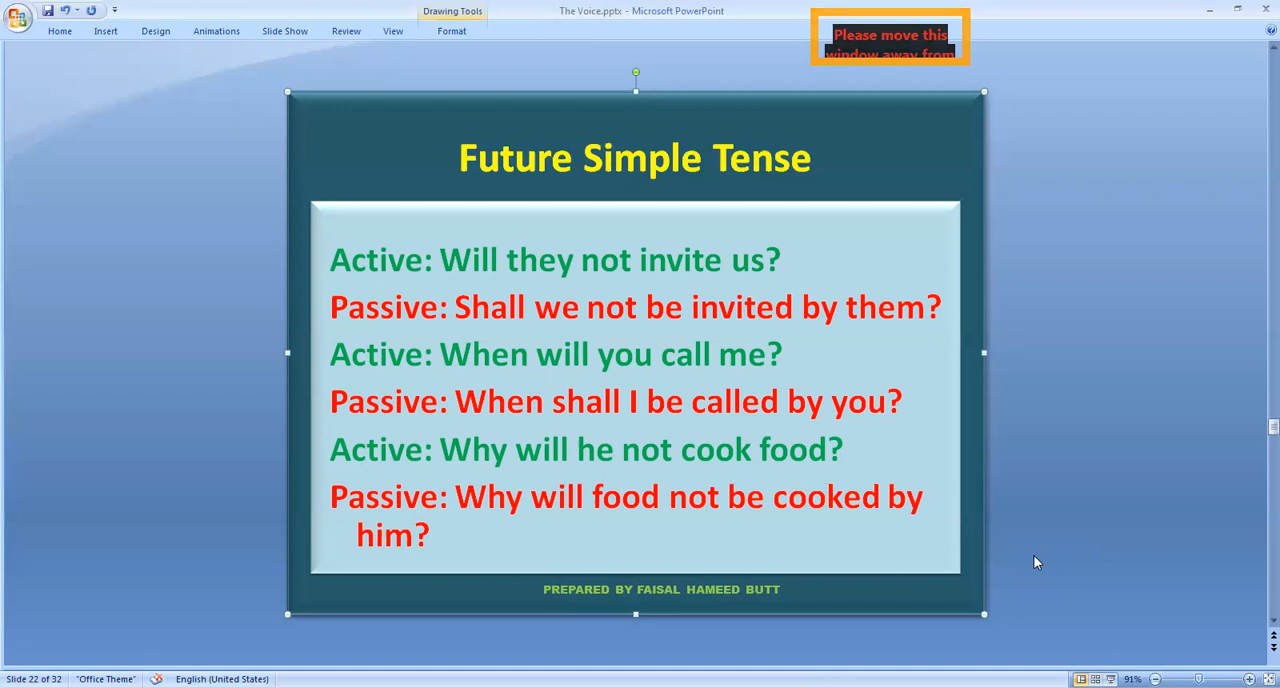 Drawing Tools
The Voice.pptx - Microsoft PowerPoint
Home Insert Design Animations Slide Show Review View Format
Please move this
window away from
Future Simple Tense
Active: Will they not invite us?
Passive: Shall we not be invited by them?
Active: When will you call me?
Passive: When shall I be called by you?
Active: Why will he not cook food?
Passive: Why will food not be cooked by
him?
PREPARED BY FAISAL HAMEED BUTT
Slide 22 of 32 "Office Theme" English (United States) 91%